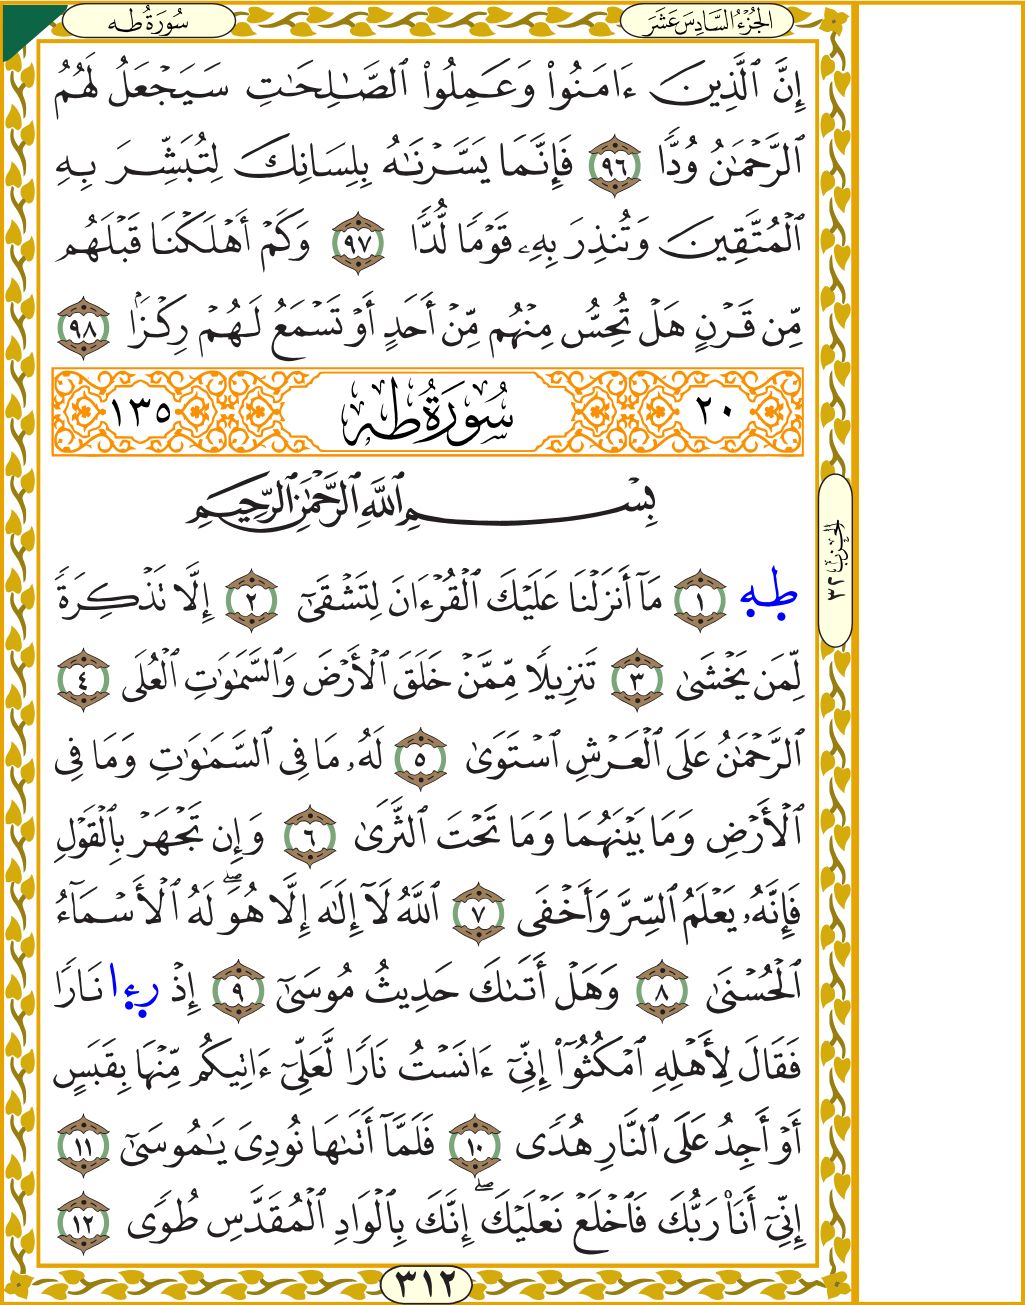 سُورَةُ طه
الجُزْءُ السَّادِسَ عَشَرَ
إِنَّ ٱلَّذِينَ ءَامَنُوا۟ وَعَمِلُوا۟ ٱلصَّـٰلِحَـٰتِ سَيَجْعَلُ لَهُمُ
ٱلرَّحْمَـٰنُ وُدًّا ٩٦ فَإِنَّمَا يَسَّرْنَـٰهُ بِلِسَانِكَ لِتُبَشِّرَ بِهِ
ٱلْمُتَّقِينَ وَتُنذِرَ بِهِۦ قَوْمًا لُّدًّا ٩٧ وَكَمْ أَهْلَكْنَا قَبْلَهُم
مِّن قَرْنٍ هَلْ تُحِسُّ مِنْهُم مِّنْ أَحَدٍ أَوْ تَسْمَعُ لَهُمْ رِكْزًۢا ٩٨
٢٠ سُورَةُ طه ١٣٥
بِسْمِ ٱللَّهِ ٱلرَّحْمَـٰنِ ٱلرَّحِيمِ
طه ١ مَآ أَنزَلْنَا عَلَيْكَ ٱلْقُرْءَانَ لِتَشْقَىٰٓ ٢ إِلَّا تَذْكِرَةً
لِّمَن يَخْشَىٰ ٣ تَنزِيلًا مِّمَّنْ خَلَقَ ٱلْأَرْضَ وَٱلسَّمَـٰوَٰتِ ٱلْعُلَى ٤
ٱلرَّحْمَـٰنُ عَلَى ٱلْعَرْشِ ٱسْتَوَىٰ ٥ لَهُۥ مَا فِى ٱلسَّمَـٰوَٰتِ وَمَا فِى
ٱلْأَرْضِ وَمَا بَيْنَهُمَا وَمَا تَحْتَ ٱلثَّرَىٰ ٦ وَإِن تَجْهَرْ بِٱلْقَوْلِ
فَإِنَّهُۥ يَعْلَمُ ٱلسِّرَّ وَأَخْفَى ٧ ٱللَّهُ لَآ إِلَـٰهَ إِلَّا هُوَ ۖ لَهُ ٱلْأَسْمَآءُ
ٱلْحُسْنَىٰ ٨ وَهَلْ أَتَىٰكَ حَدِيثُ مُوسَىٰٓ ٩ إِذْ رءا نَارًا
فَقَالَ لِأَهْلِهِ ٱمْكُثُوٓا۟ إِنِّىٓ ءَانَسْتُ نَارًا لَّعَلِّىٓ ءَاتِيكُم مِّنْهَا بِقَبَسٍ
أَوْ أَجِدُ عَلَى ٱلنَّارِ هُدًى ١٠ فَلَمَّآ أَتَىٰهَا نُودِىَ يَـٰمُوسَىٰٓ ١١
إِنِّىٓ أَنَا۠ رَبُّكَ فَٱخْلَعْ نَعْلَيْكَ ۖ إِنَّكَ بِٱلْوَادِ ٱلْمُقَدَّسِ طُوًى ١٢
الحِزْبُ ٣٢
٣١٢